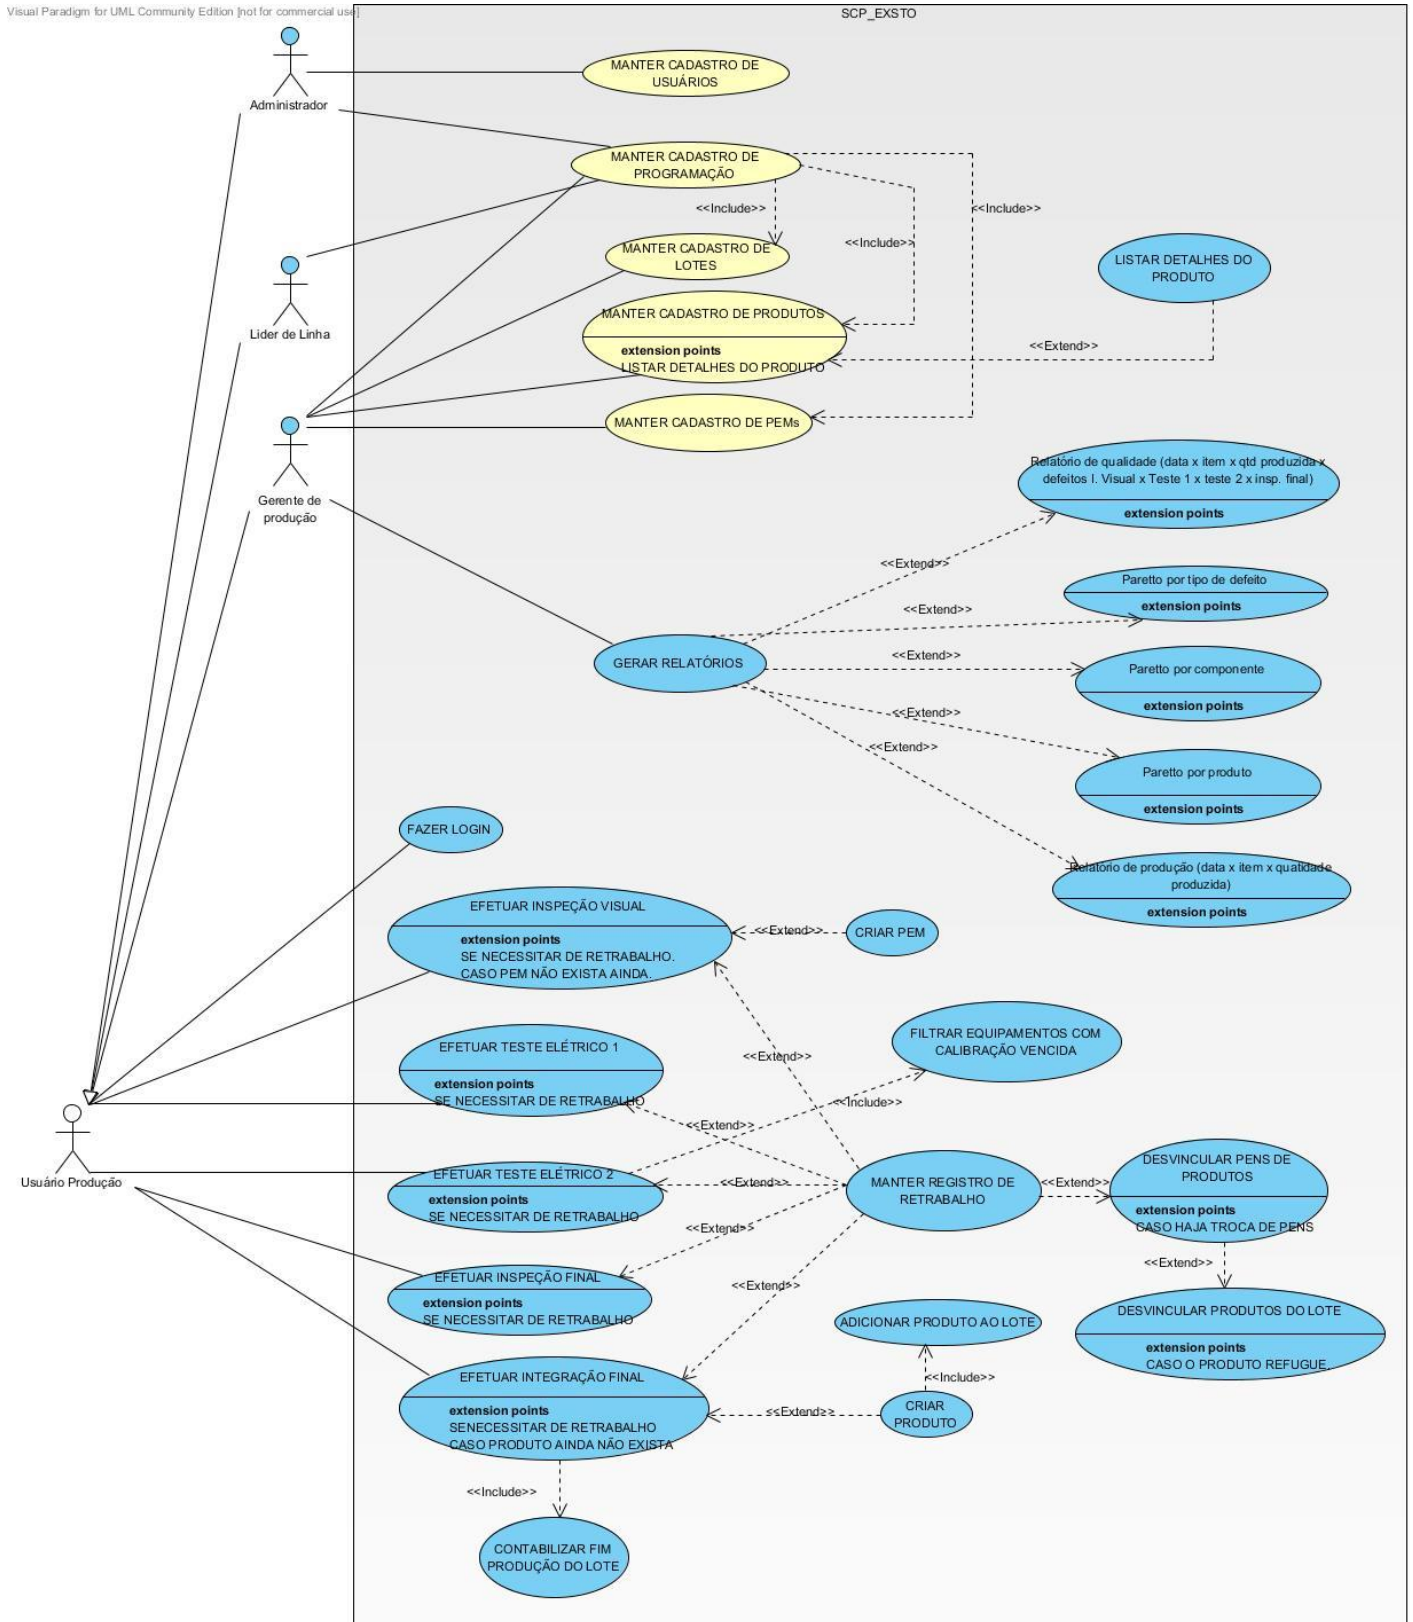 Visual Paradigm for UML Community Edition [not for commercial use]
SCP_EXSTO
Administrador
MANTER CADASTRO DE
USUÁRIOS
MANTER CADASTRO DE
PROGRAMAÇÃO
<<Include>>
<<Include>>
<<Include>>
MANTER CADASTRO DE
LOTES
LISTAR DETALHES DO
PRODUTO
Lider de Linha
MANTER CADASTRO DE PRODUTOS
extension points
LISTAR DETALHES DO PRODUTO
<<Extend>>
MANTER CADASTRO DE PEMs
Gerente de
produção
Relatório de qualidade (data x item x qtd produzida x
defeitos I. Visual x Teste 1 x teste 2 x insp. final)
extension points
<<Extend>>
Paretto por tipo de defeito
extension points
<<Extend>>
GERAR RELATÓRIOS
<<Extend>>
Paretto por componente
extension points
<<Extend>>
<<Extend>>
Paretto por produto
extension points
FAZER LOGIN
Relatório de produção (data x item x quatidade
produzida)
extension points
EFETUAR INSPEÇÃO VISUAL
extension points
SE NECESSITAR DE RETRABALHO.
CASO PEM NÃO EXISTA AINDA.
<<Extend>>
CRIAR PEM
FILTRAR EQUIPAMENTOS COM
CALIBRAÇÃO VENCIDA
EFETUAR TESTE ELÉTRICO 1
extension points
SE NECESSITAR DE RETRABALHO
<<Extend>>
<<Include>>
<<Extend>>
Usuário Produção
EFETUAR TESTE ELÉTRICO 2
extension points
SE NECESSITAR DE RETRABALHO
<<Extend>>
MANTER REGISTRO DE
RETRABALHO
<<Extend>>
DESVINCULAR PENS DE
PRODUTOS
extension points
CASO HAJA TROCA DE PENS
<<Extend>>
<<Extend>>
EFETUAR INSPEÇÃO FINAL
extension points
SE NECESSITAR DE RETRABALHO
<<Extend>>
ADICIONAR PRODUTO AO LOTE
DESVINCULAR PRODUTOS DO LOTE
extension points
CASO O PRODUTO REFUGUE.
EFETUAR INTEGRAÇÃO FINAL
extension points
SENECESSITAR DE RETRABALHO
CASO PRODUTO AINDA NÃO EXISTA
<<Include>>
<<Extend>>
CRIAR
PRODUTO
<<Include>>
CONTABILIZAR FIM
PRODUÇÃO DO LOTE